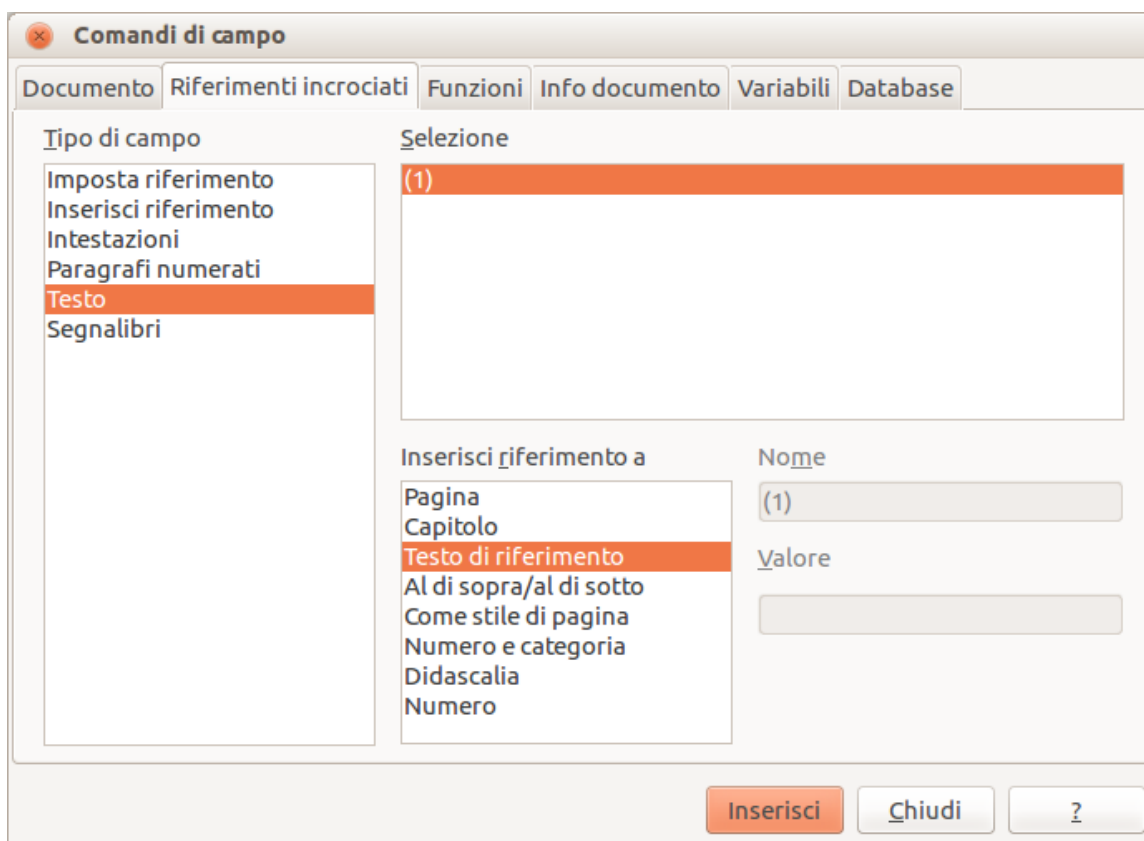 Comandi di campo
Documento Riferimenti incrociati Funzioni Info documento Variabili Database
Tipo di campo
Imposta riferimento
Inserisci riferimento
Intestazioni
Paragrafi numerati
Testo
Segnalibri
Selezione
(1)
Inserisci riferimento a
Pagina
Capitolo
Testo di riferimento
Al di sopra/al di sotto
Come stile di pagina
Numero e categoria
Didascalia
Numero
Nome
(1)
Valore
Inserisci Chiudi ?